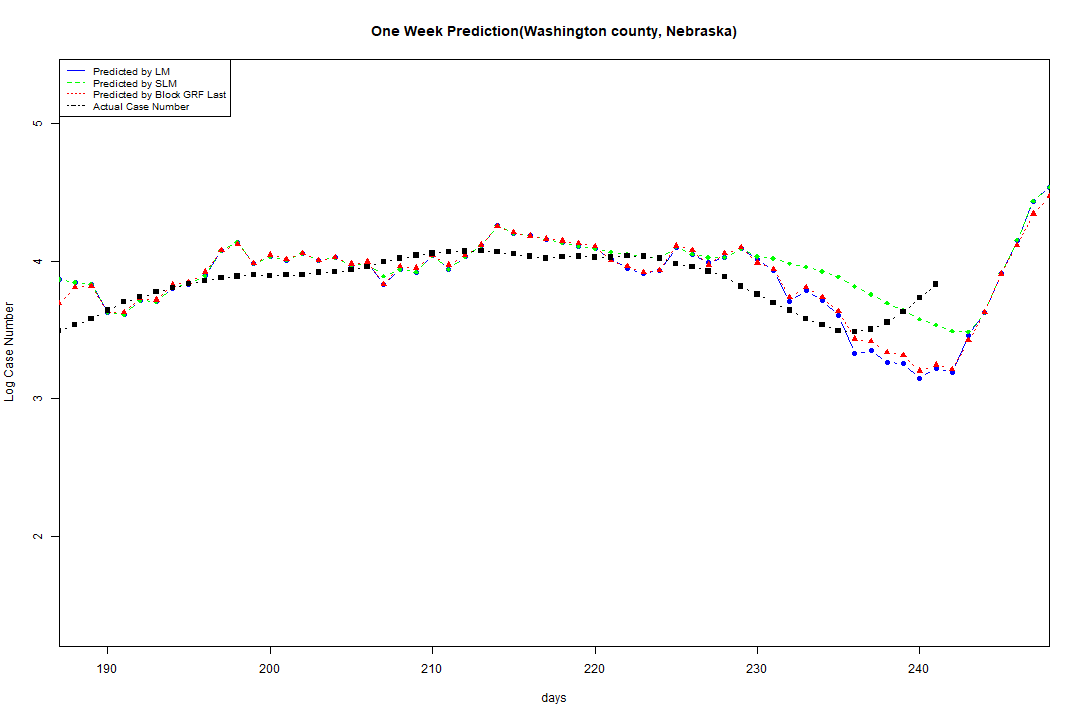 One Week Prediction(Washington county, Nebraska)
Predicted by LM
Predicted by SLM
Predicted by Block GRF Last
Actual Case Number
5
4
3
2
Log Case Number
190 200 210 220 230 240
days